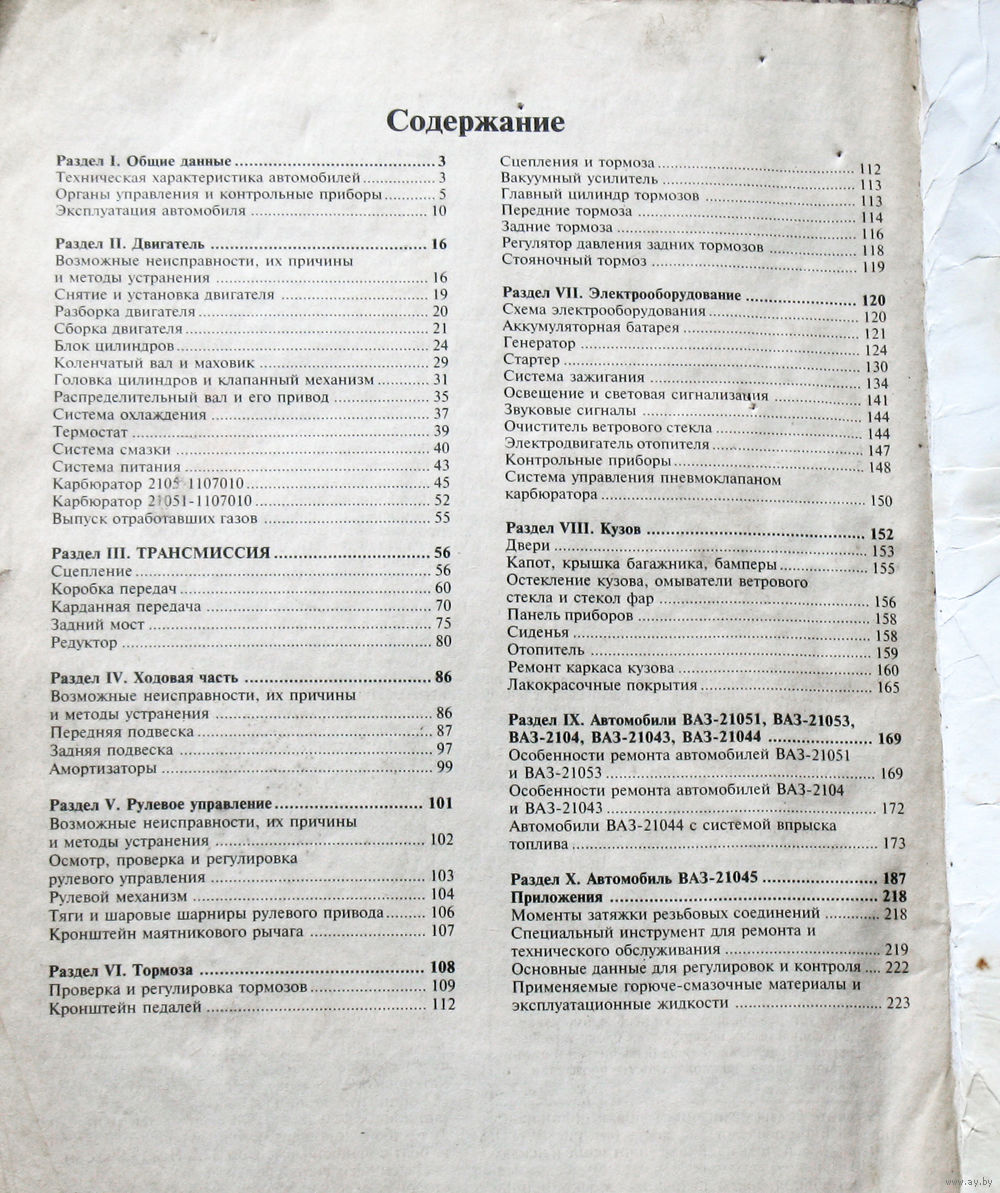 Содержание
Раздел I. Общие данные ........ 3
Техническая характеристика автомобилей ........ 3
Органы управления и контрольные приборы ........ 5
Эксплуатация автомобиля ........ 10
Раздел II. Двигатель ........ 16
Возможные неисправности, их причины
и методы устранения ........ 16
Снятие и установка двигателя ........ 19
Разборка двигателя ........ 20
Сборка двигателя ........ 21
Блок цилиндров ........ 24
Коленчатый вал и маховик ........ 29
Головка цилиндров и клапанный механизм ........ 31
Распределительный вал и его привод ........ 35
Система охлаждения ........ 37
Термостат ........ 39
Система смазки ........ 40
Система питания ........ 43
Карбюратор 2105-1107010 ........ 45
Карбюратор 21051-1107010 ........ 52
Выпуск отработавших газов ........ 55
Раздел III. ТРАНСМИССИЯ ........ 56
Сцепление ........ 56
Коробка передач ........ 60
Карданная передача ........ 70
Задний мост ........ 75
Редуктор ........ 80
Раздел IV. Ходовая часть ........ 86
Возможные неисправности, их причины
и методы устранения ........ 86
Передняя подвеска ........ 87
Задняя подвеска ........ 97
Амортизаторы ........ 99
Раздел V. Рулевое управление ........ 101
Возможные неисправности, их причины
и методы устранения ........ 102
Осмотр, проверка и регулировка
рулевого управления ........ 103
Рулевой механизм ........ 104
Тяги и шаровые шарниры рулевого привода ........ 106
Кронштейн маятникового рычага ........ 107
Раздел VI. Тормоза ........ 108
Проверка и регулировка тормозов ........ 109
Кронштейн педалей ........ 112
Сцепления и тормоза ........ 112
Вакуумный усилитель ........ 113
Главный цилиндр тормозов ........ 113
Передние тормоза ........ 114
Задние тормоза ........ 116
Регулятор давления задних тормозов ........ 118
Стояночный тормоз ........ 119
Раздел VII. Электрооборудование ........ 120
Схема электрооборудования ........ 120
Аккумуляторная батарея ........ 121
Генератор ........ 124
Стартер ........ 130
Система зажигания ........ 134
Освещение и световая сигнализация ........ 141
Звуковые сигналы ........ 144
Очиститель ветрового стекла ........ 144
Электродвигатель отопителя ........ 147
Контрольные приборы ........ 148
Система управления пневмоклапаном
карбюратора ........ 150
Раздел VIII. Кузов ........ 152
Двери ........ 153
Капот, крышка багажника, бамперы ........ 155
Остекление кузова, омыватели ветрового
стекла и стекол фар ........ 156
Панель приборов ........ 158
Сиденья ........ 158
Отопитель ........ 159
Ремонт каркаса кузова ........ 160
Лакокрасочные покрытия ........ 165
Раздел IX. Автомобили ВАЗ-21051, ВАЗ-21053,
ВАЗ-2104, ВАЗ-21043, ВАЗ-21044 ........ 169
Особенности ремонта автомобилей ВАЗ-21051
и ВАЗ-21053 ........ 169
Особенности ремонта автомобилей ВАЗ-2104
и ВАЗ-21043 ........ 172
Автомобили ВАЗ-21044 с системой впрыска
топлива ........ 173
Раздел X. Автомобиль ВАЗ-21045 ........ 187
Приложения ........ 218
Моменты затяжки резьбовых соединений ........ 218
Специальный инструмент для ремонта и
технического обслуживания ........ 219
Основные данные для регулировок и контроля .... 222
Применяемые горюче-смазочные материалы и
эксплуатационные жидкости ........ 223
www.ay.by